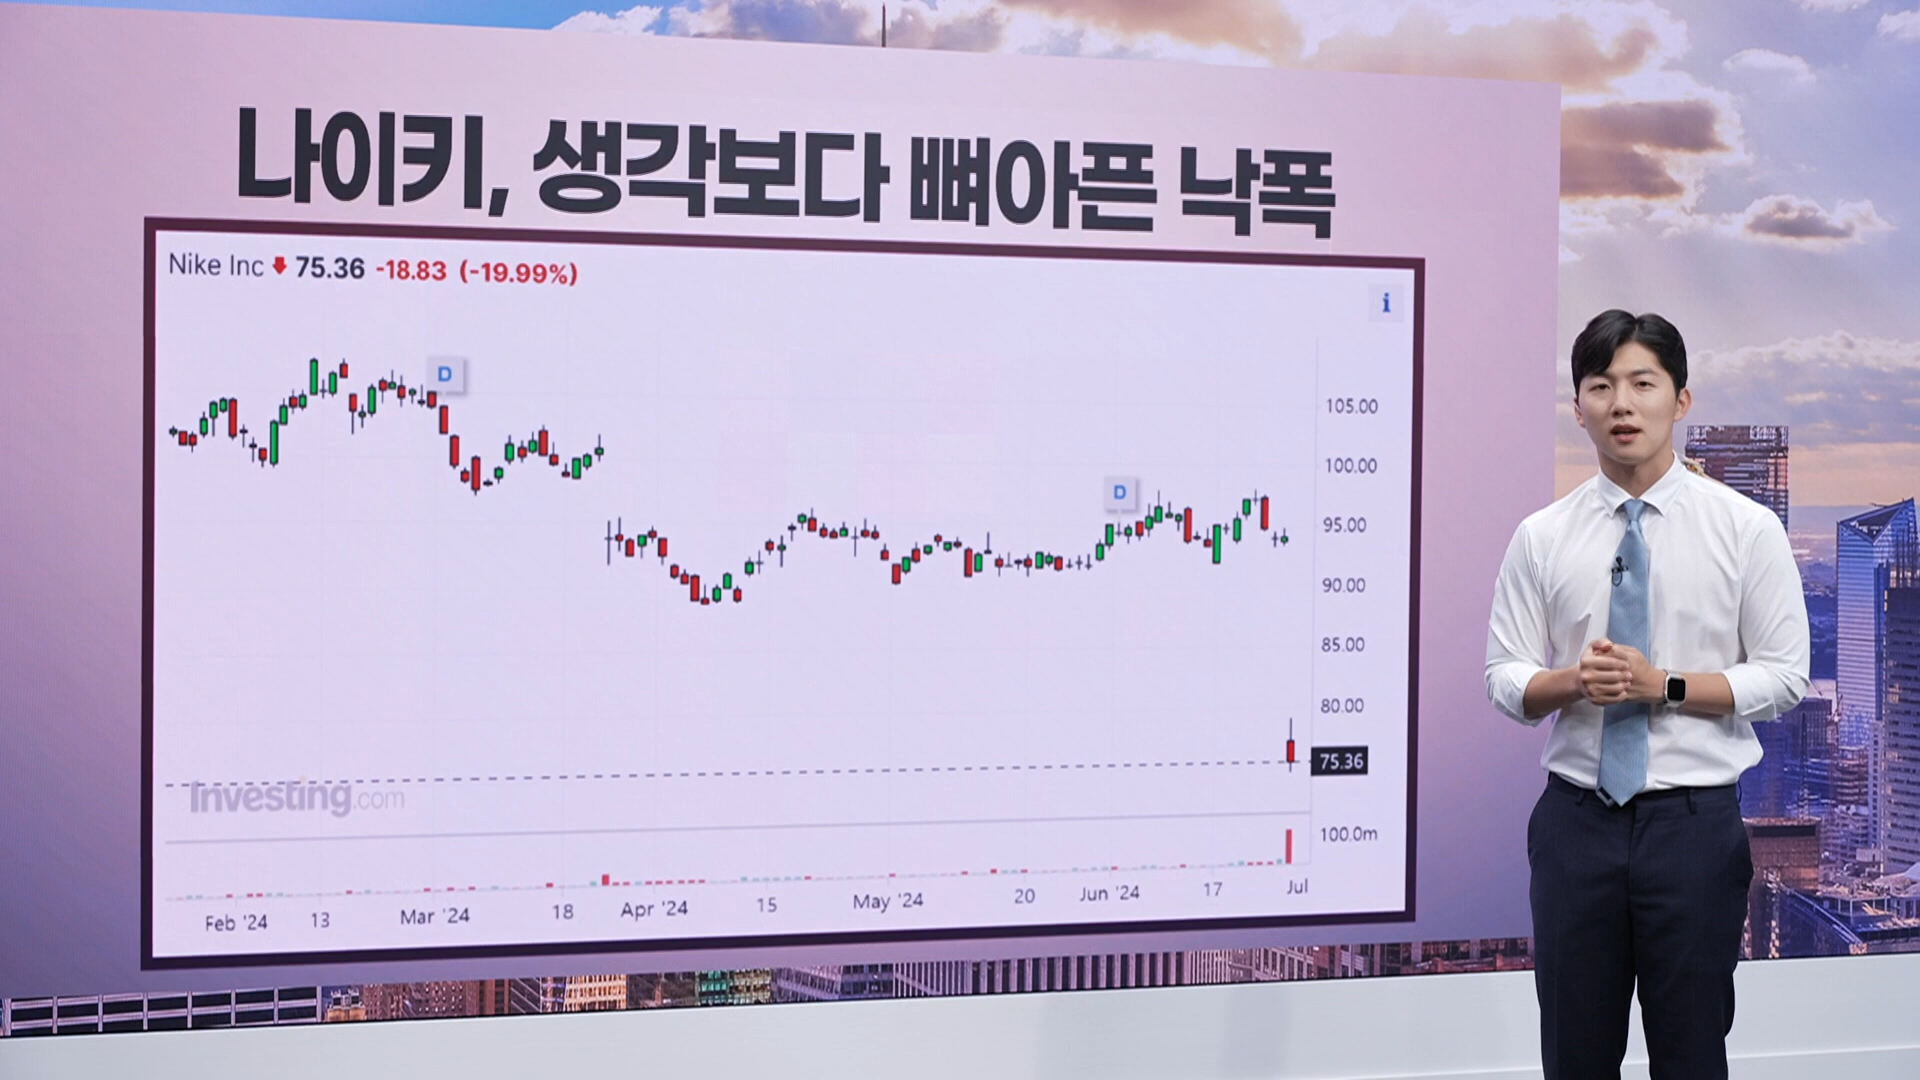 나이키, 생각보다 뼈아픈 낙폭
Nike Inc 75.36 -18.83 (-19.99%)
i
D
D
105.00
100.00
95.00
90.00
85.00
80.00
75.36
Investing.com
100.0m
Feb '24 13 Mar '24 18 Apr '24 15 May '24 20 Jun '24 17 Jul